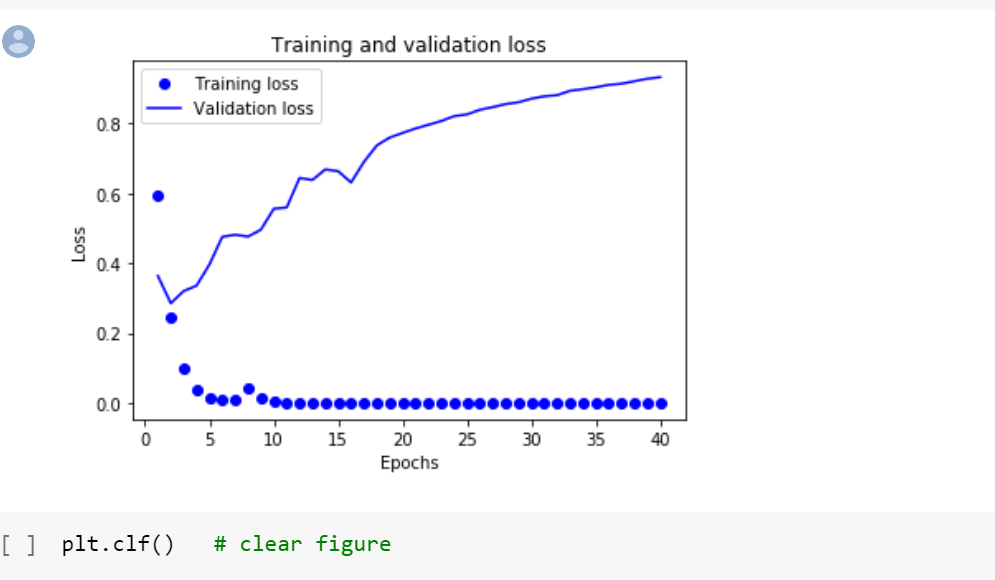 Training and validation loss
Training loss
Validation loss
0.8
0.6
0.4
0.2
0.0
Loss
0 5 10 15 20 25 30 35 40
Epochs
[ ] plt.clf() # clear figure